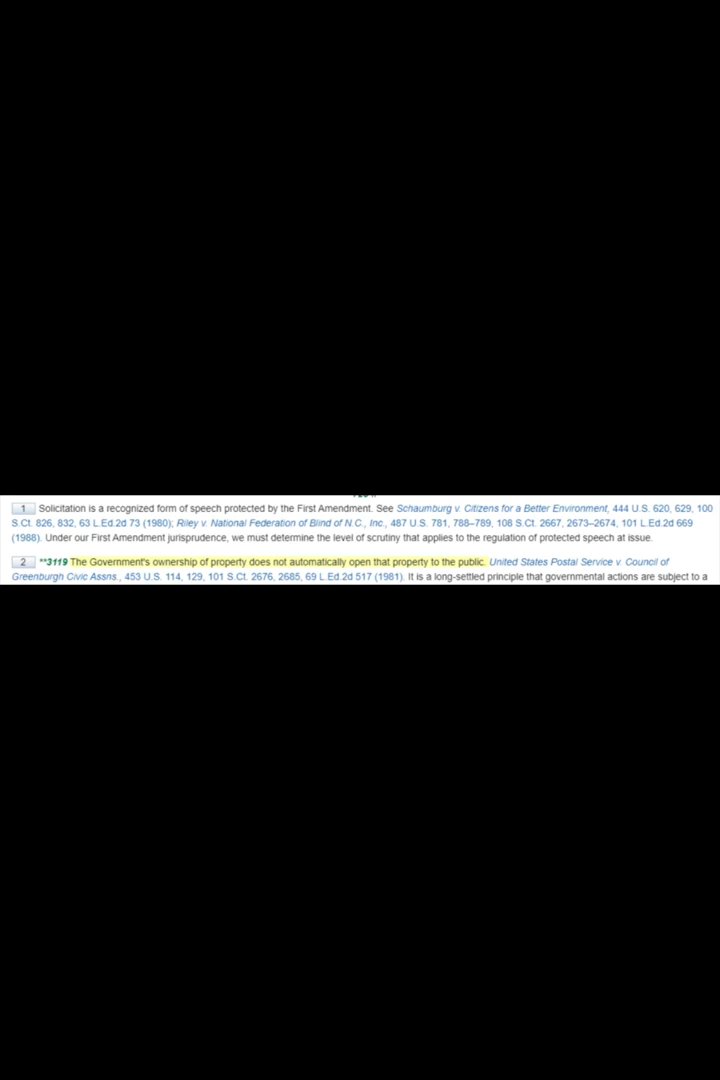 1 Solicitation is a recognized form of speech protected by the First Amendment. See Schaumburg v. Citizens for a Better Environment, 444 U.S. 620, 629, 100
S.Ct. 826, 832, 63 L.Ed.2d 73 (1980); Riley v. National Federation of Blind of N.C., Inc., 487 U.S. 781, 788–789, 108 S.Ct. 2667, 2673–2674, 101 L.Ed.2d 669
(1988). Under our First Amendment jurisprudence, we must determine the level of scrutiny that applies to the regulation of protected speech at issue.
2 **3119 The Government's ownership of property does not automatically open that property to the public. United States Postal Service v. Council of
Greenburgh Civic Assns., 453 U.S. 114, 129, 101 S.Ct. 2676, 2685, 69 L.Ed.2d 517 (1981). It is a long-settled principle that governmental actions are subject to a